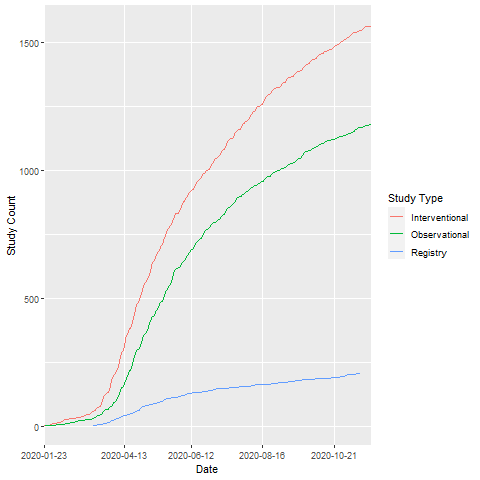 1500
1000
500
0
Study Count
2020-01-23
2020-04-13
2020-06-12
2020-08-16
2020-10-21
Date
Study Type
Interventional
Observational
Registry